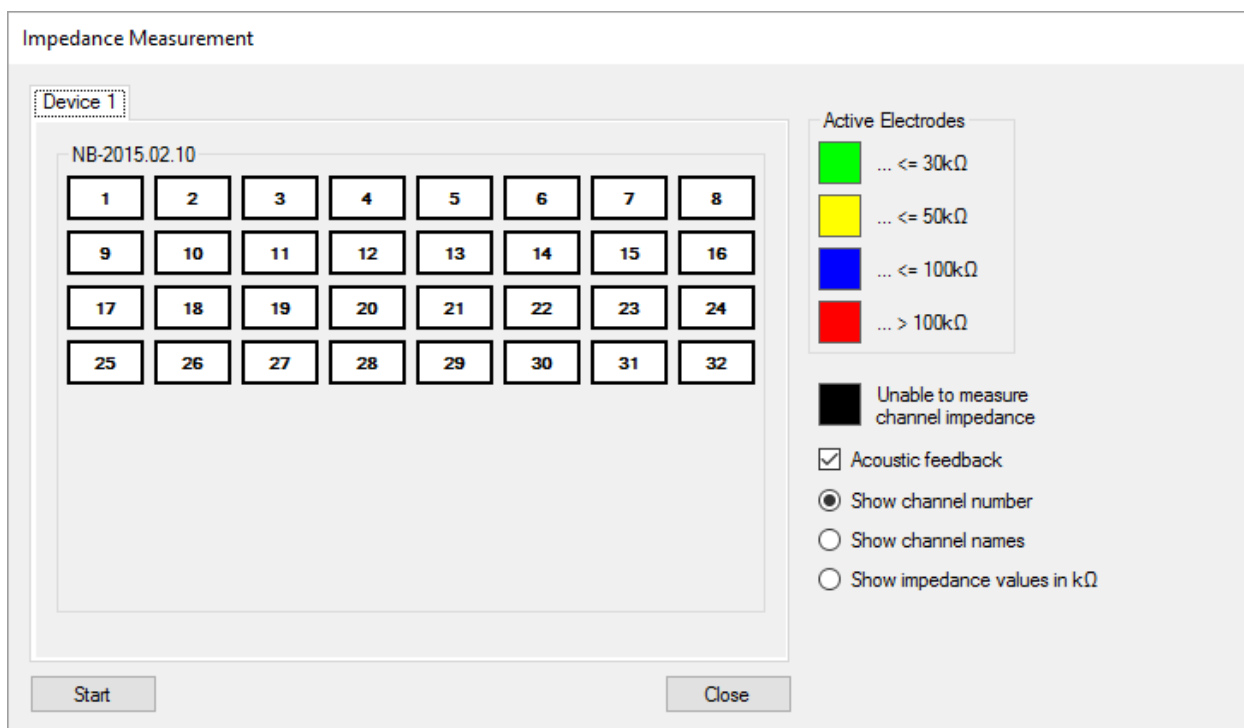 Impedance Measurement
Device 1
NB-2015.02.10
1 2 3 4 5 6 7 8
9 10 11 12 13 14 15 16
17 18 19 20 21 22 23 24
25 26 27 28 29 30 31 32
Active Electrodes
... <= 30kΩ
... <= 50kΩ
... <= 100kΩ
... > 100kΩ
Unable to measure
channel impedance
Acoustic feedback
Show channel number
Show channel names
Show impedance values in kΩ
Start
Close